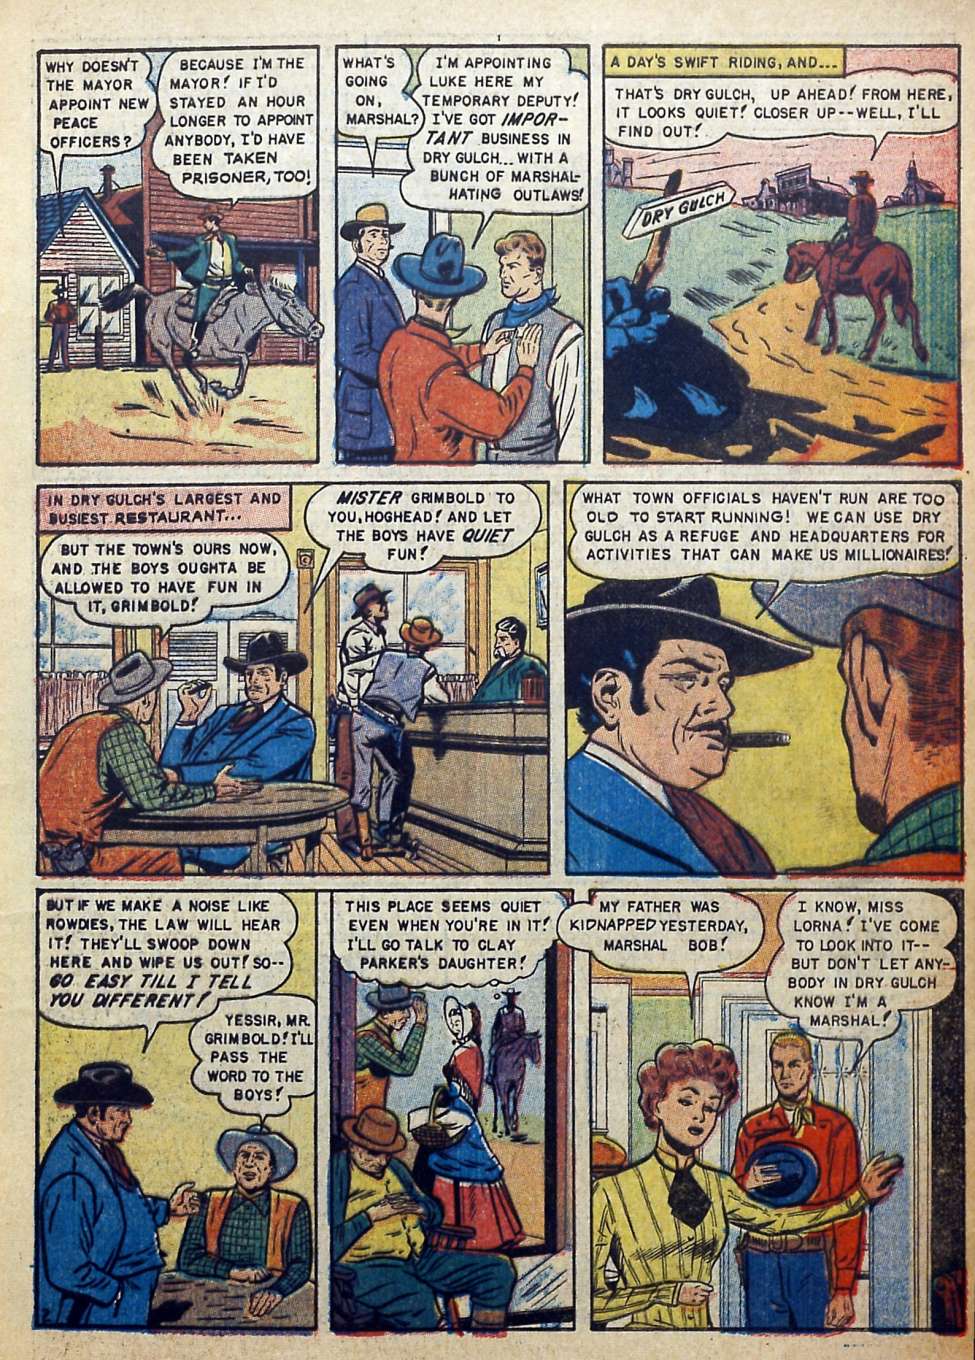 WHY DOESN'T
THE MAYOR
APPOINT NEW
PEACE
OFFICERS?
BECAUSE I'M THE
MAYOR! IF I'D
STAYED AN HOUR
LONGER TO APPOINT
ANYBODY, I'D HAVE
BEEN TAKEN
PRISONER, TOO!
WHAT'S
GOING
ON,
MARSHAL?
I'M APPOINTING
LUKE HERE MY
TEMPORARY DEPUTY!
I'VE GOT IMPOR-
TANT BUSINESS IN
DRY GULCH... WITH A
BUNCH OF MARSHAL-
HATING OUTLAWS!
A DAY'S SWIFT RIDING, AND...
THAT'S DRY GULCH, UP AHEAD! FROM HERE,
IT LOOKS QUIET! CLOSER UP--WELL, I'LL
FIND OUT!
DRY GULCH
IN DRY GULCH'S LARGEST AND
BUSIEST RESTAURANT...
BUT THE TOWN'S OURS NOW,
AND THE BOYS OUGHTA BE
ALLOWED TO HAVE FUN IN
IT, GRIMBOLD!
MISTER GRIMBOLD TO
YOU, HOGHEAD! AND LET
THE BOYS HAVE QUIET
FUN!
WHAT TOWN OFFICIALS HAVEN'T RUN ARE TOO
OLD TO START RUNNING! WE CAN USE DRY
GULCH AS A REFUGE AND HEADQUARTERS FOR
ACTIVITIES THAT CAN MAKE US MILLIONAIRES!
BUT IF WE MAKE A NOISE LIKE
ROWDIES, THE LAW WILL HEAR
IT! THEY'LL SWOOP DOWN
HERE AND WIPE US OUT! SO--
GO EASY TILL I TELL
YOU DIFFERENT!
YESSIR, MR.
GRIMBOLD! I'LL
PASS THE
WORD TO THE
BOYS!
THIS PLACE SEEMS QUIET
EVEN WHEN YOU'RE IN IT!
I'LL GO TALK TO CLAY
PARKER'S DAUGHTER!
MY FATHER WAS
KIDNAPPED YESTERDAY,
MARSHAL BOB!
I KNOW, MISS
LORNA! I'VE COME
TO LOOK INTO IT--
BUT DON'T LET ANY-
BODY IN DRY GULCH
KNOW I'M A
MARSHAL!